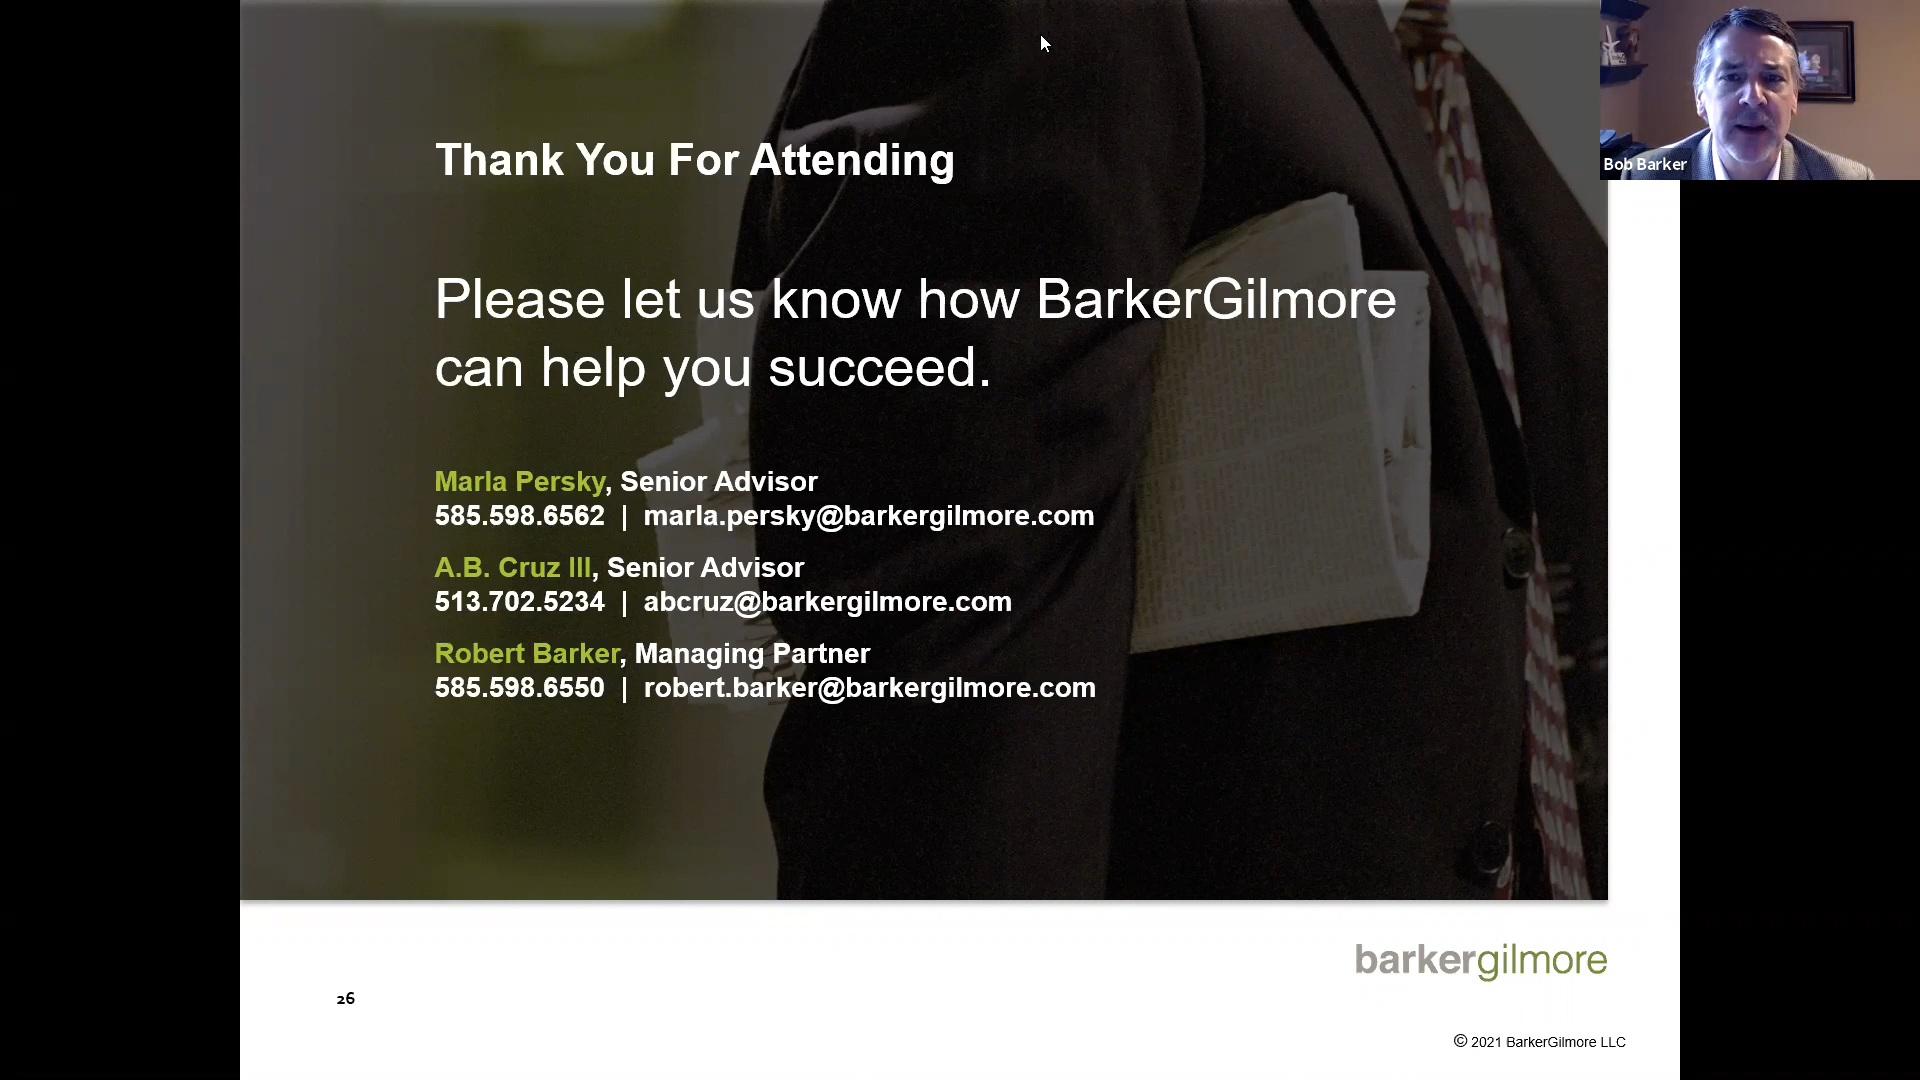 Thank You For Attending
Please let us know how BarkerGilmore
can help you succeed.
Marla Persky, Senior Advisor
585.598.6562 | marla.persky@barkergilmore.com
A.B. Cruz III, Senior Advisor
513.702.5234 | abcruz@barkergilmore.com
Robert Barker, Managing Partner
585.598.6550 | robert.barker@barkergilmore.com
Bob Barker
barkergilmore
26
© 2021 BarkerGilmore LLC